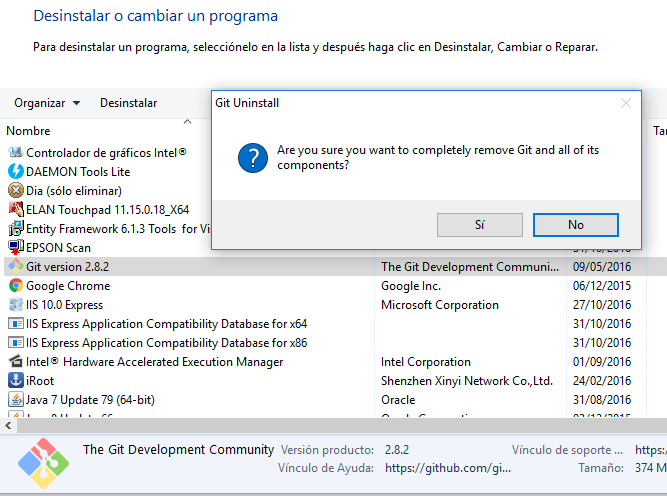 Desinstalar o cambiar un programa
Para desinstalar un programa, selecciónelo en la lista y después haga clic en Desinstalar, Cambiar o Reparar.
Organizar Desinstalar
Git Uninstall
Are you sure you want to completely remove Git and all of its
components?
Sí No
Nombre
Controlador de gráficos Intel®
DAEMON Tools Lite
Dia (sólo eliminar)
ELAN Touchpad 11.15.0.18_X64
Entity Framework 6.1.3 Tools for Vis
EPSON Scan
Git version 2.8.2 The Git Development Communi... 09/05/2016
Google Chrome Google Inc. 06/12/2015
IIS 10.0 Express Microsoft Corporation 27/10/2016
IIS Express Application Compatibility Database for x64 31/10/2016
IIS Express Application Compatibility Database for x86 31/10/2016
Intel® Hardware Accelerated Execution Manager Intel Corporation 01/09/2016
iRoot Shenzhen Xinyi Network Co.,Ltd. 24/02/2016
Java 7 Update 79 (64-bit) Oracle 31/08/2016
The Git Development Community Versión producto: 2.8.2 Vínculo de soporte ... https:/
Vínculo de Ayuda: https://github.com/gi... Tamaño: 374 M